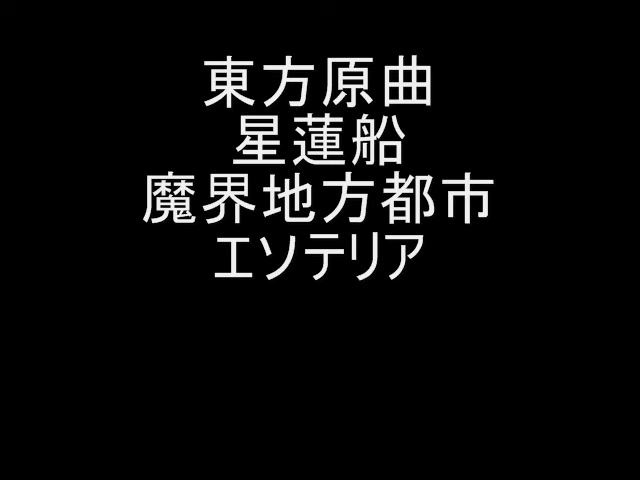 東方原曲
星蓮船
魔界地方都市
エソテリア